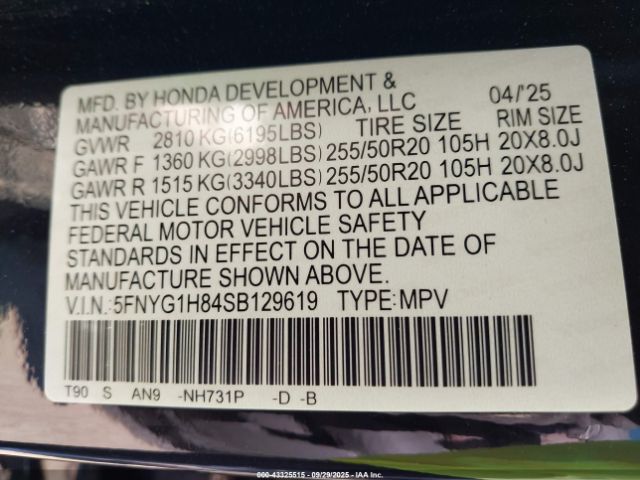 MFD. BY HONDA DEVELOPMENT &
MANUFACTURING OF AMERICA, LLC 04/'25
GVWR 2810 KG(6195LBS) TIRE SIZE RIM SIZE
GAWR F 1360 KG(2998LBS) 255/50R20 105H 20X8.0J
GAWR R 1515 KG(3340LBS) 255/50R20 105H 20X8.0J
THIS VEHICLE CONFORMS TO ALL APPLICABLE
FEDERAL MOTOR VEHICLE SAFETY
STANDARDS IN EFFECT ON THE DATE OF
MANUFACTURE SHOWN ABOVE.
V.I.N.:5FNYG1H84SB129619 TYPE:MPV
T90 S AN9 -NH731P -D -B
000-43325515 - 09/29/2025 - IAA Inc.